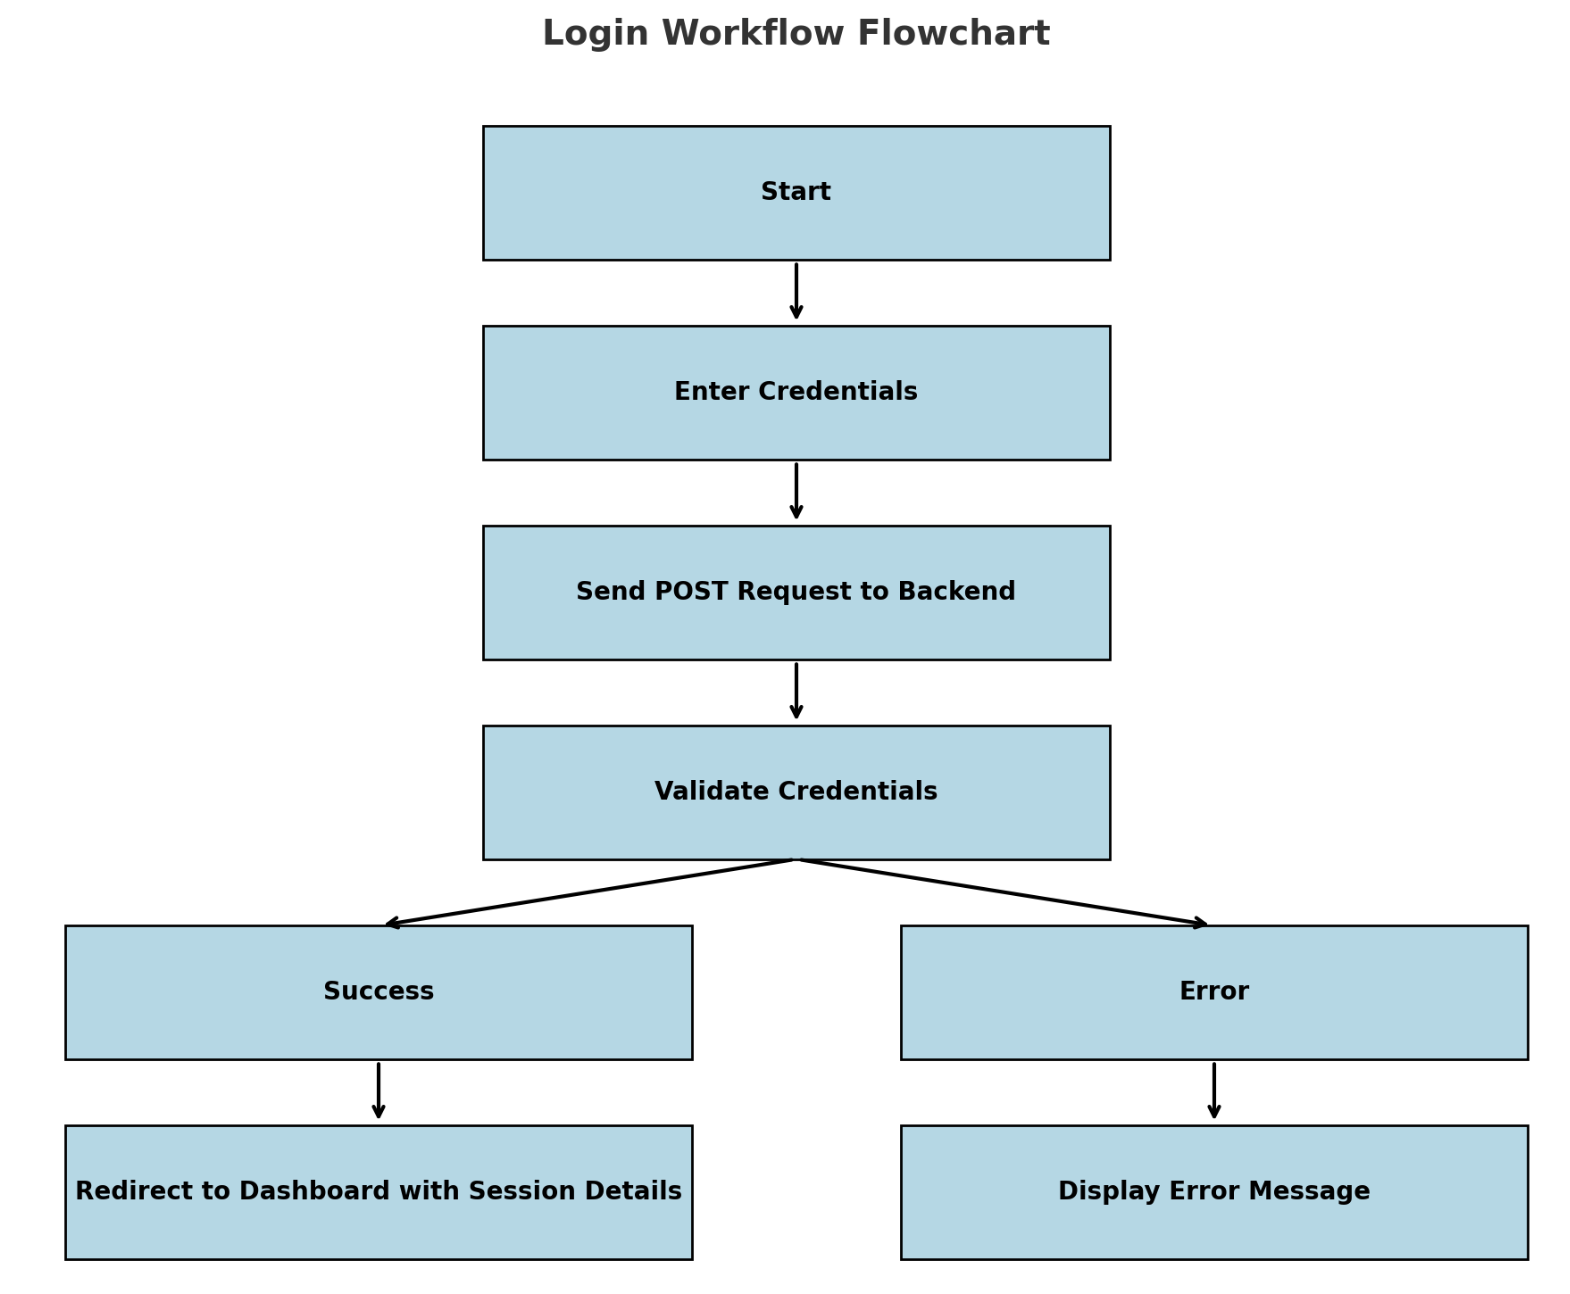 Login Workflow Flowchart
Start
Enter Credentials
Send POST Request to Backend
Validate Credentials
Success
Error
Redirect to Dashboard with Session Details
Display Error Message